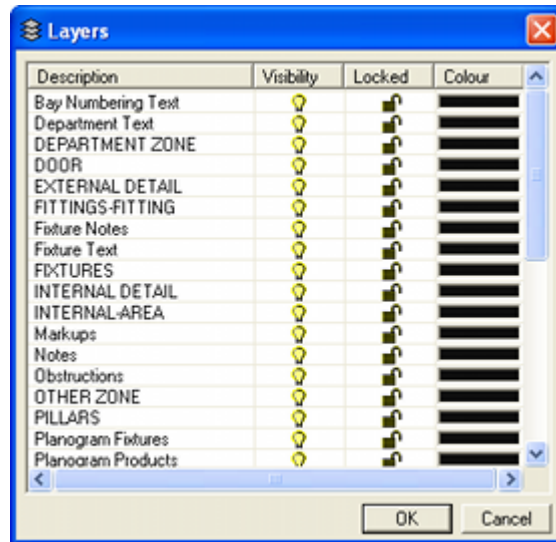 Layers
Description Visibility Locked Colour
Bay Numbering Text
Department Text
DEPARTMENT ZONE
DOOR
EXTERNAL DETAIL
FITTINGS-FITTING
Fixture Notes
Fixture Text
FIXTURES
INTERNAL DETAIL
INTERNAL-AREA
Markups
Notes
Obstructions
OTHER ZONE
PILLARS
Planogram Fixtures
Planogram Products
OK Cancel